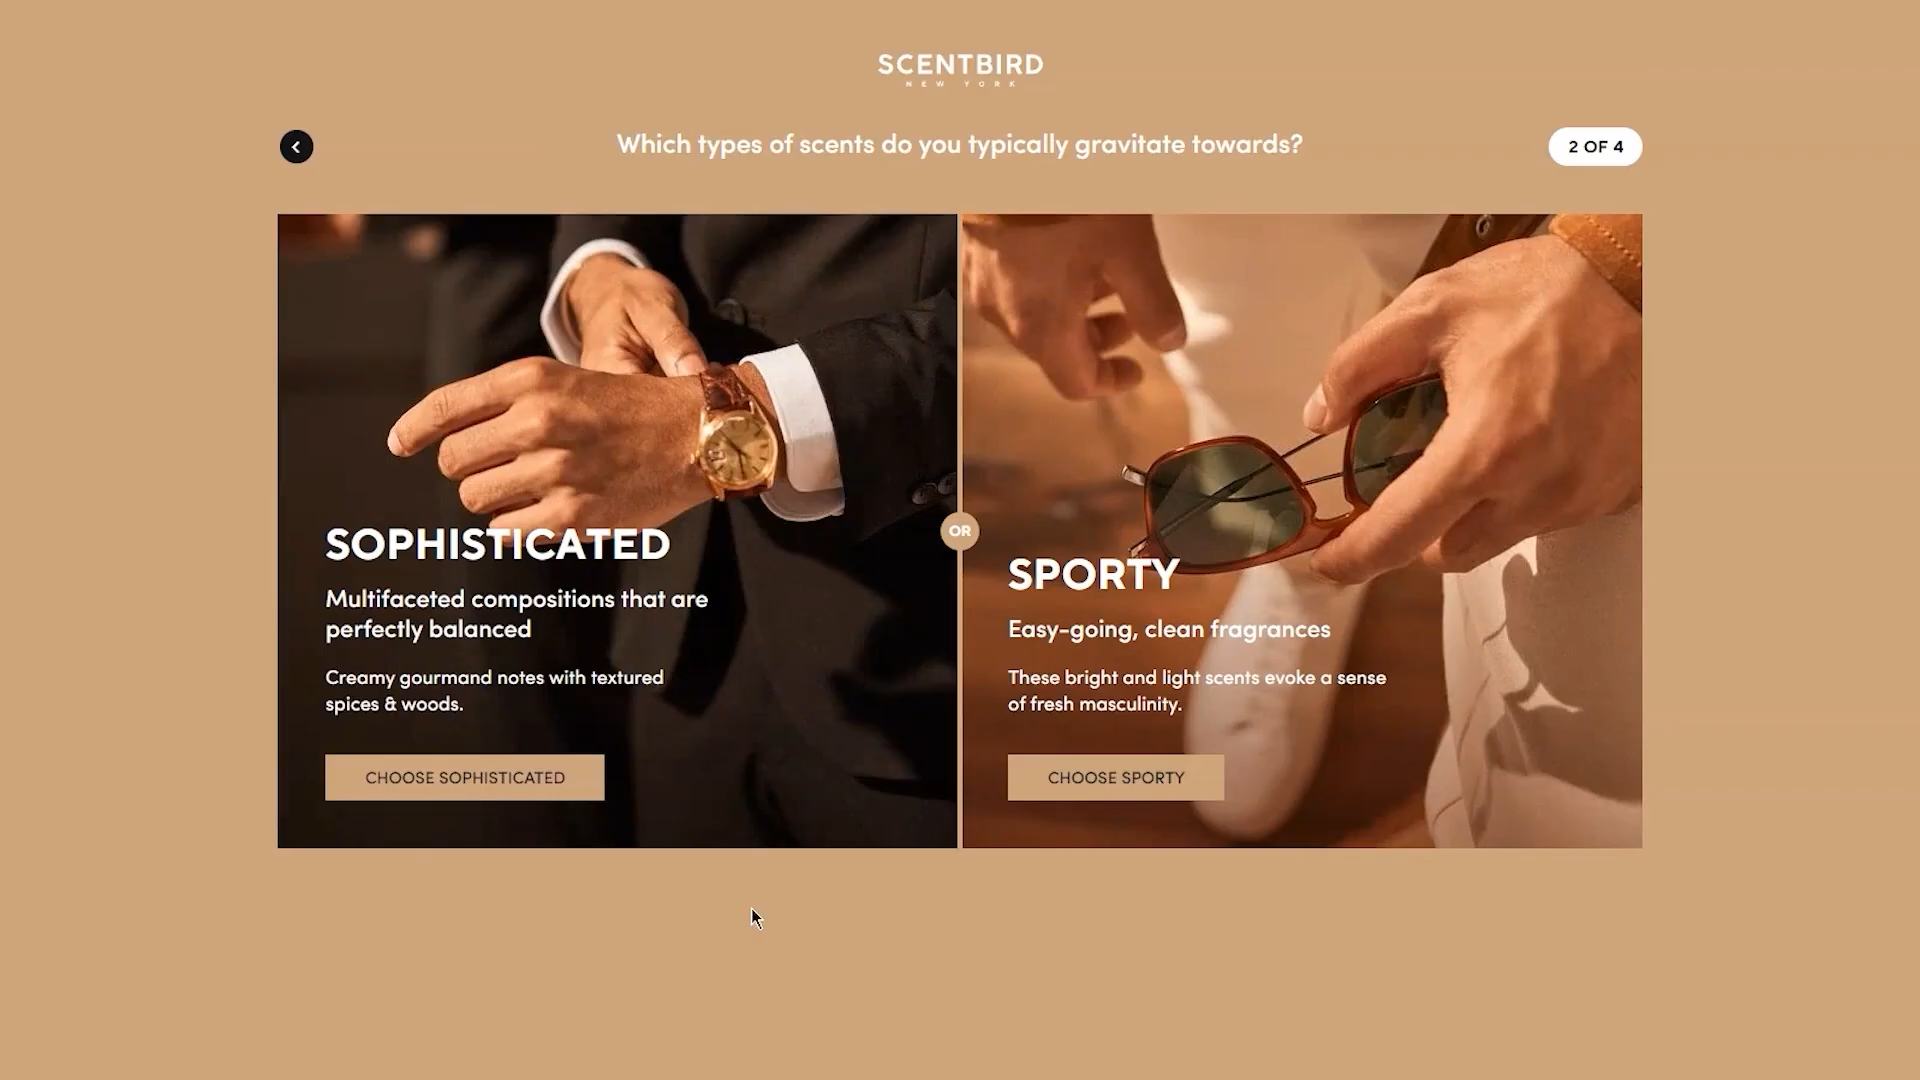 SCENTBIRD
NEW YORK
Which types of scents do you typically gravitate towards?
2 OF 4
SOPHISTICATED
Multifaceted compositions that are
perfectly balanced
Creamy gourmand notes with textured
spices & woods.
CHOOSE SOPHISTICATED
OR
SPORTY
Easy-going, clean fragrances
These bright and light scents evoke a sense
of fresh masculinity.
CHOOSE SPORTY